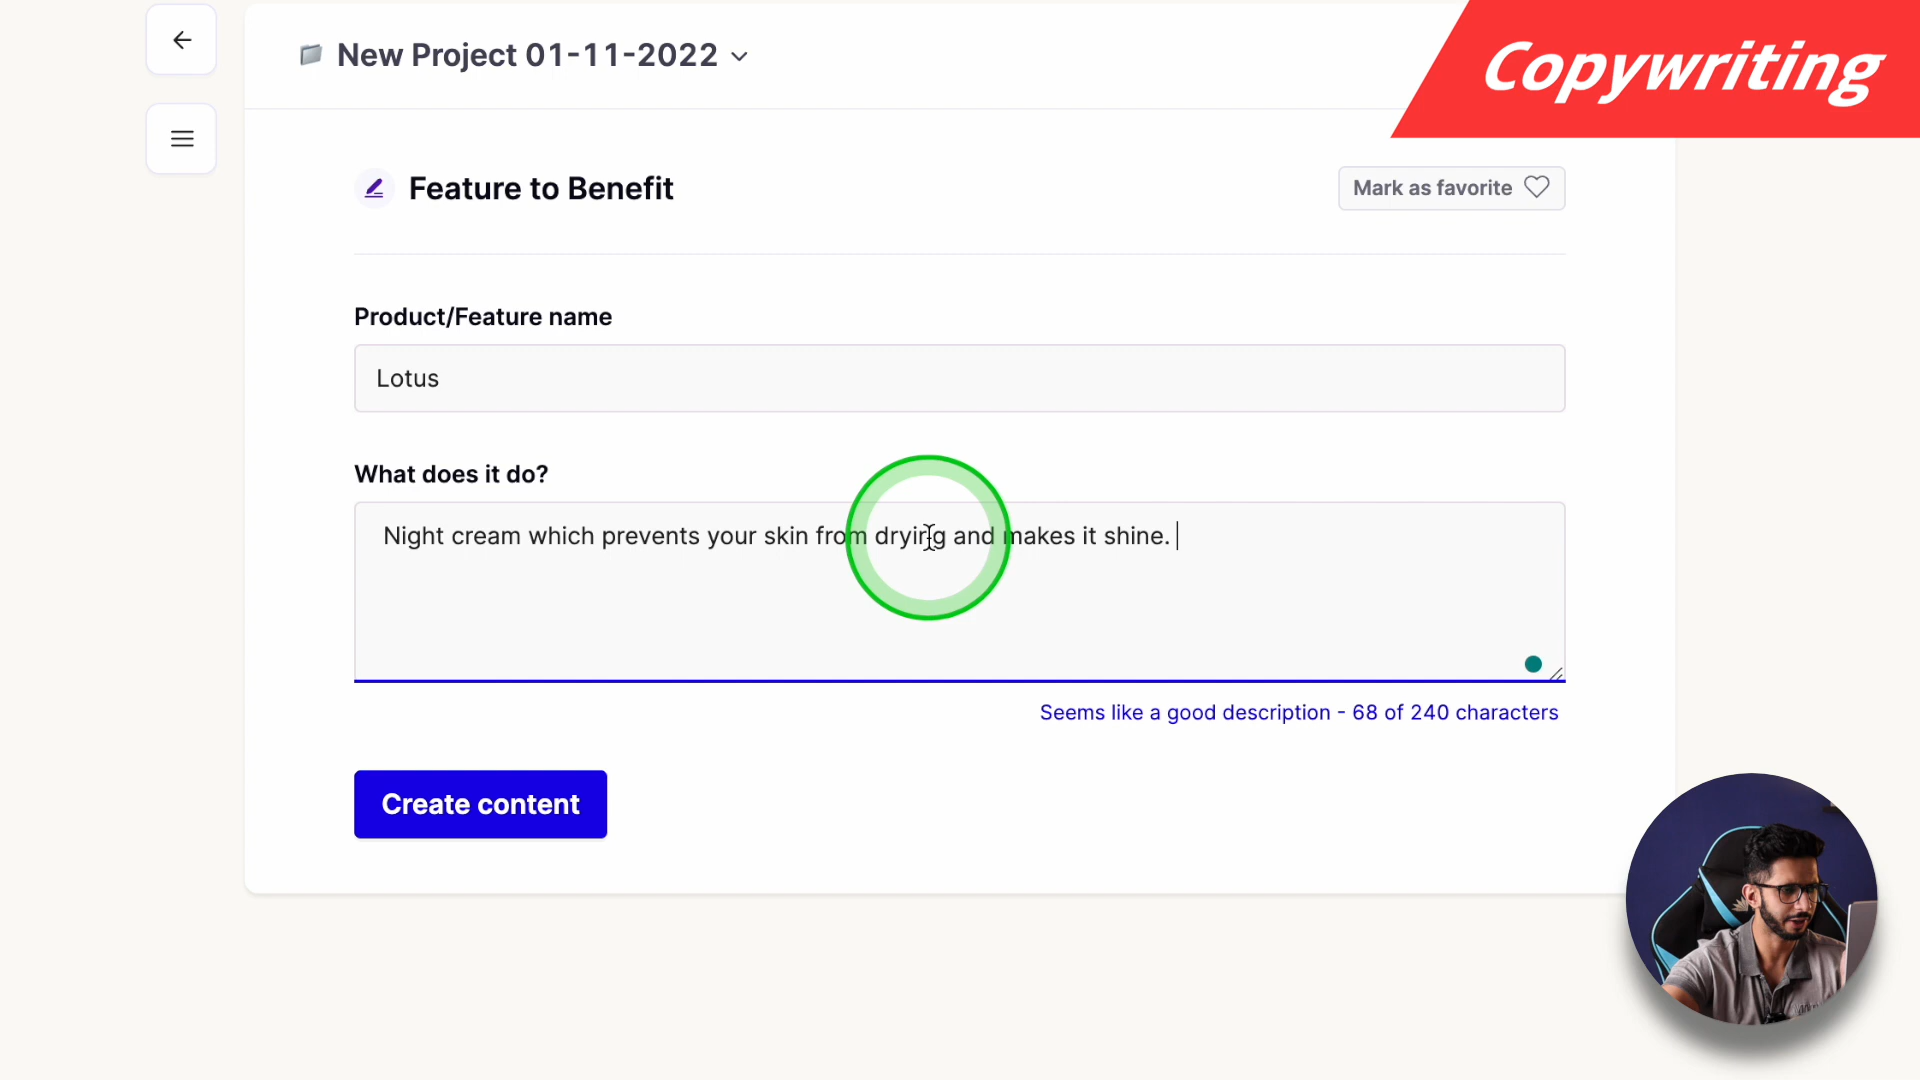 New Project 01-11-2022
Copywriting
Feature to Benefit
Mark as favorite
Product/Feature name
Lotus
What does it do?
Night cream which prevents your skin from drying and makes it shine.
Seems like a good description - 68 of 240 characters
Create content